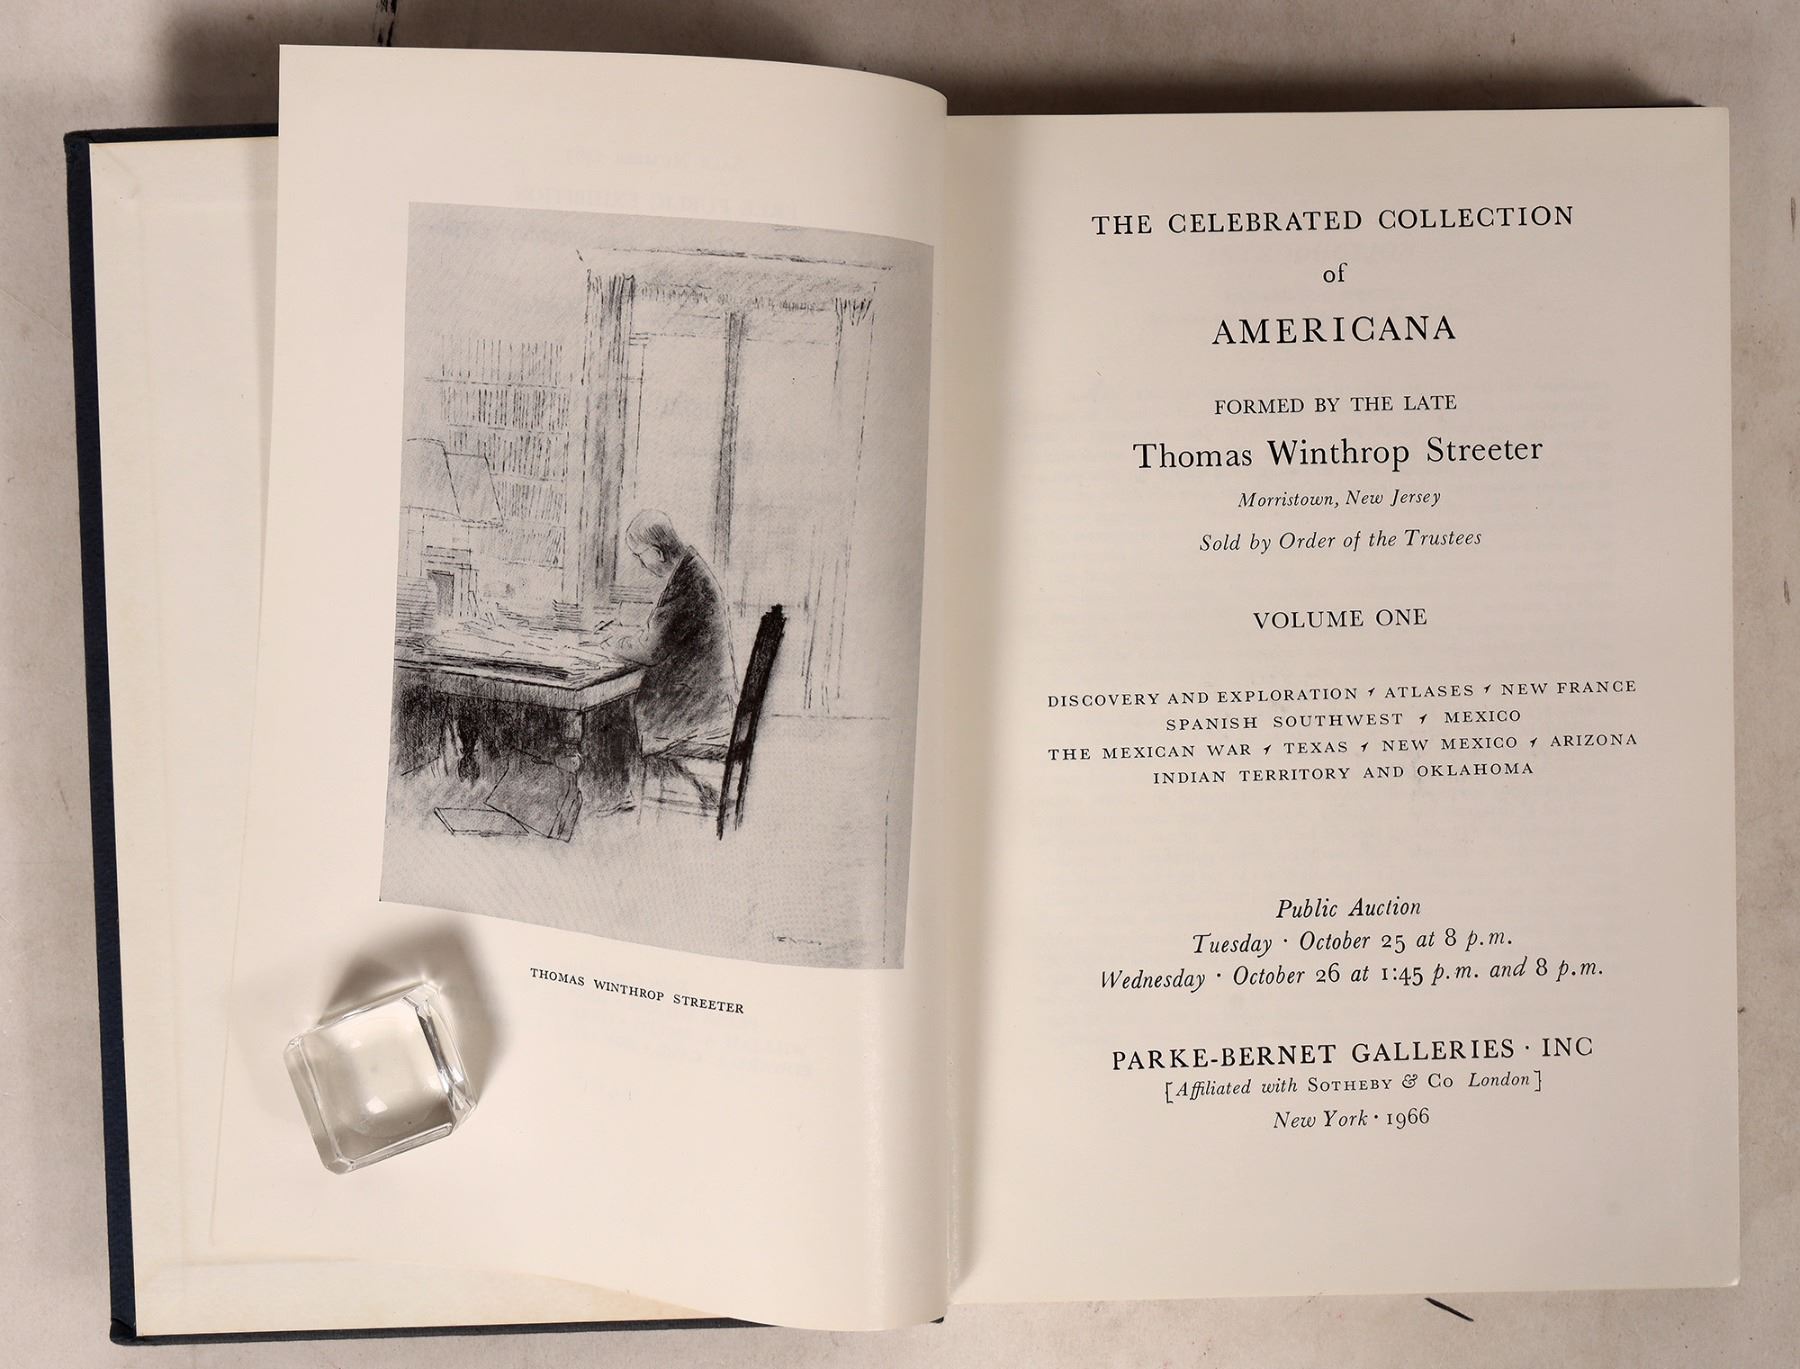 THOMAS WINTHROP STREETER
THE CELEBRATED COLLECTION
of
AMERICANA
FORMED BY THE LATE
Thomas Winthrop Streeter
Morristown, New Jersey
Sold by Order of the Trustees
VOLUME ONE
DISCOVERY AND EXPLORATION ATLASES NEW FRANCE
SPANISH SOUTHWEST MEXICO
THE MEXICAN WAR TEXAS NEW MEXICO ARIZONA
INDIAN TERRITORY AND OKLAHOMA
Public Auction
Tuesday · October 25 at 8 p.m.
Wednesday · October 26 at 1:45 p.m. and 8 p.m.
PARKE-BERNET GALLERIES · INC
[Affiliated with SOTHEBY & CO London]
New York · 1966